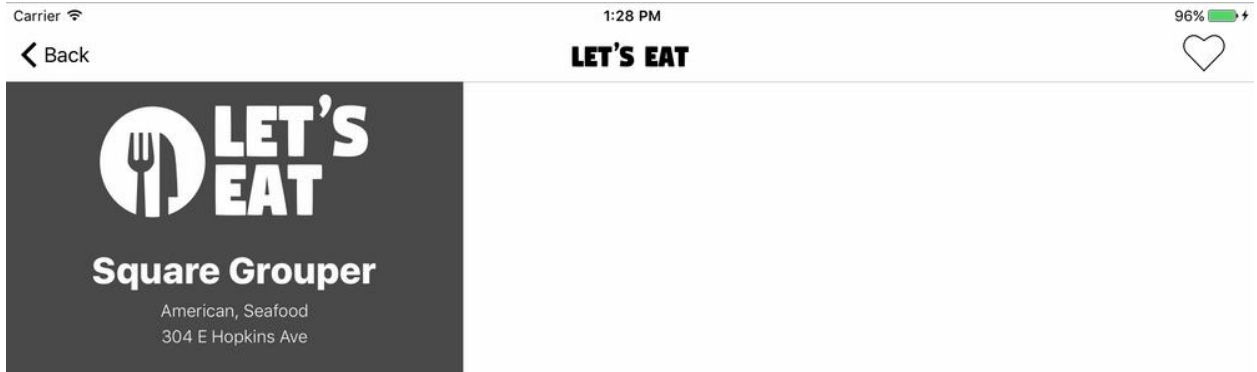 Carrier 1:28 PM 96%
Back LET'S EAT
LET'S
EAT
Square Grouper
American, Seafood
304 E Hopkins Ave